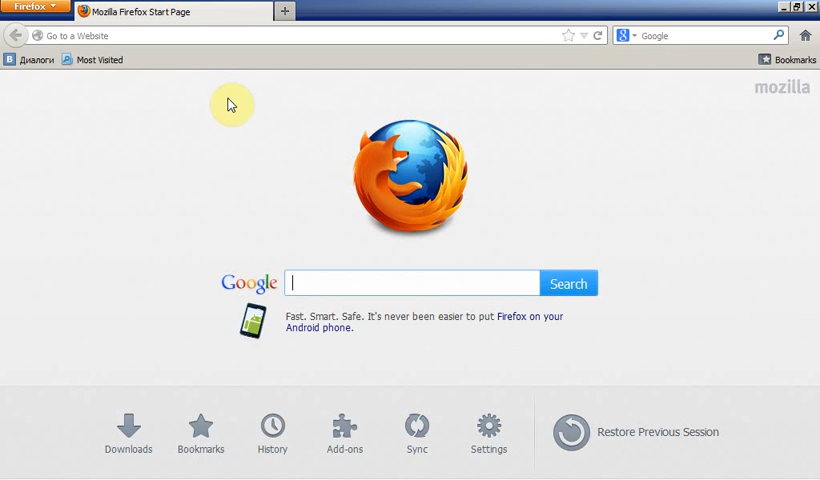 Firefox
Mozilla Firefox Start Page
Go to a Website
Google
Диалоги
Most Visited
Bookmarks
mozilla
Google
Search
Fast. Smart. Safe. It's never been easier to put Firefox on your
Android phone.
Downloads
Bookmarks
History
Add-ons
Sync
Settings
Restore Previous Session